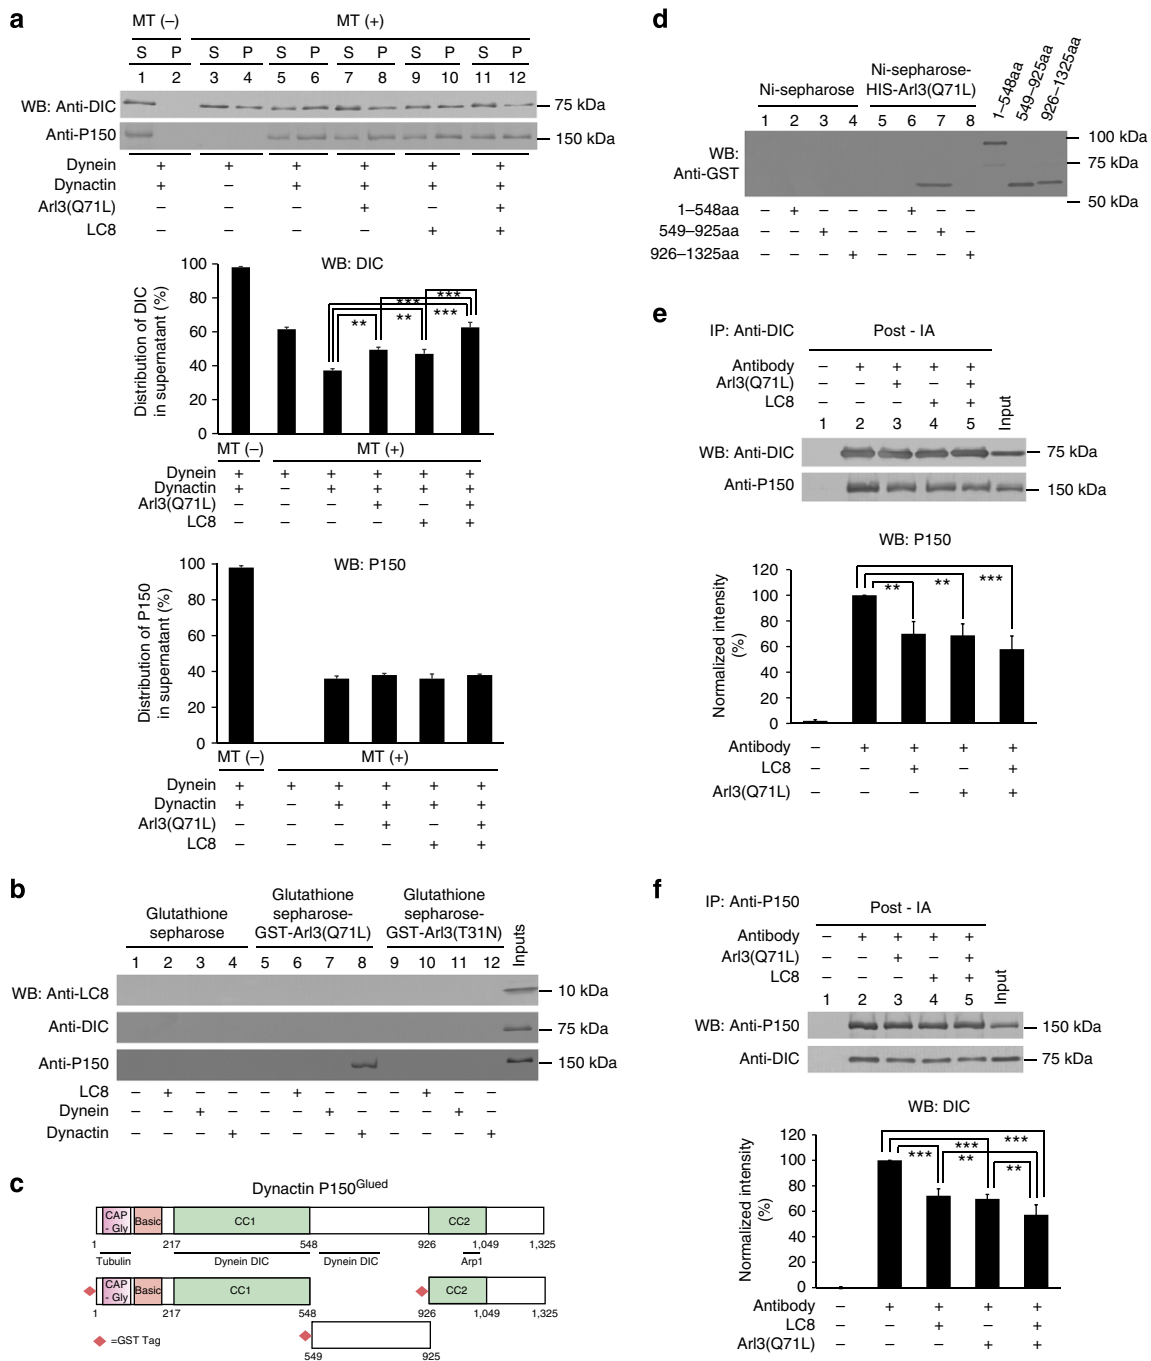 a
MT (–) MT (+)
S P S P S P S P S P S P
1 2 3 4 5 6 7 8 9 10 11 12
WB: Anti-DIC 75 kDa
Anti-P150 150 kDa
Dynein + + + + + +
Dynactin + – + + + +
Arl3(Q71L) – – – + – +
LC8 – – – – + +
WB: DIC
Distribution of DIC
in supernatant (%)
100
80
60
40
20
0
** *** ** *** ***
MT (–) MT (+)
Dynein + + + + + +
Dynactin + – + + + +
Arl3(Q71L) – – – + – +
LC8 – – – – + +
WB: P150
Distribution of P150
in supernatant (%)
100
80
60
40
20
0
MT (–) MT (+)
Dynein + + + + + +
Dynactin + – + + + +
Arl3(Q71L) – – – + – +
LC8 – – – – + +
b
Glutathione
sepharose
Glutathione
sepharose-
GST-Arl3(Q71L)
Glutathione
sepharose-
GST-Arl3(T31N)
Inputs
1 2 3 4 5 6 7 8 9 10 11 12
WB: Anti-LC8 10 kDa
Anti-DIC 75 kDa
Anti-P150 150 kDa
LC8 – + – – – + – – – + – –
Dynein – – + – – – + – – – + –
Dynactin – – – + – – – + – – – +
c
Dynactin P150Glued
CAP
- Gly
Basic CC1 CC2
1 217 548 926 1,049 1,325
Tubulin Dynein DIC Dynein DIC Arp1
CAP
- Gly
Basic CC1 CC2
1 217 548 926 1,049 1,325
=GST Tag
549 925
d
Ni-sepharose
Ni-sepharose-
HIS-Arl3(Q71L)
1–548aa
549–925aa
926–1325aa
1 2 3 4 5 6 7 8
WB:
Anti-GST
100 kDa
75 kDa
50 kDa
1–548aa – + – – – + – –
549–925aa – – + – – – + –
926–1325aa – – – + – – – +
e
IP: Anti-DIC Post - IA
Antibody – + + + +
Arl3(Q71L) – – + – +
LC8 – – – + +
1 2 3 4 5 Input
WB: Anti-DIC 75 kDa
Anti-P150 150 kDa
WB: P150
Normalized intensity
(%)
120
100
80
60
40
20
0
** ** ***
Antibody – + + + +
LC8 – – + – +
Arl3(Q71L) – – – + +
f
IP: Anti-P150 Post - IA
Antibody – + + + +
Arl3(Q71L) – – + – +
LC8 – – – + +
1 2 3 4 5 Input
WB: Anti-P150 150 kDa
Anti-DIC 75 kDa
WB: DIC
Normalized intensity
(%)
120
100
80
60
40
20
0
*** *** ** *** **
Antibody – + + + +
LC8 – – + – +
Arl3(Q71L) – – – + +